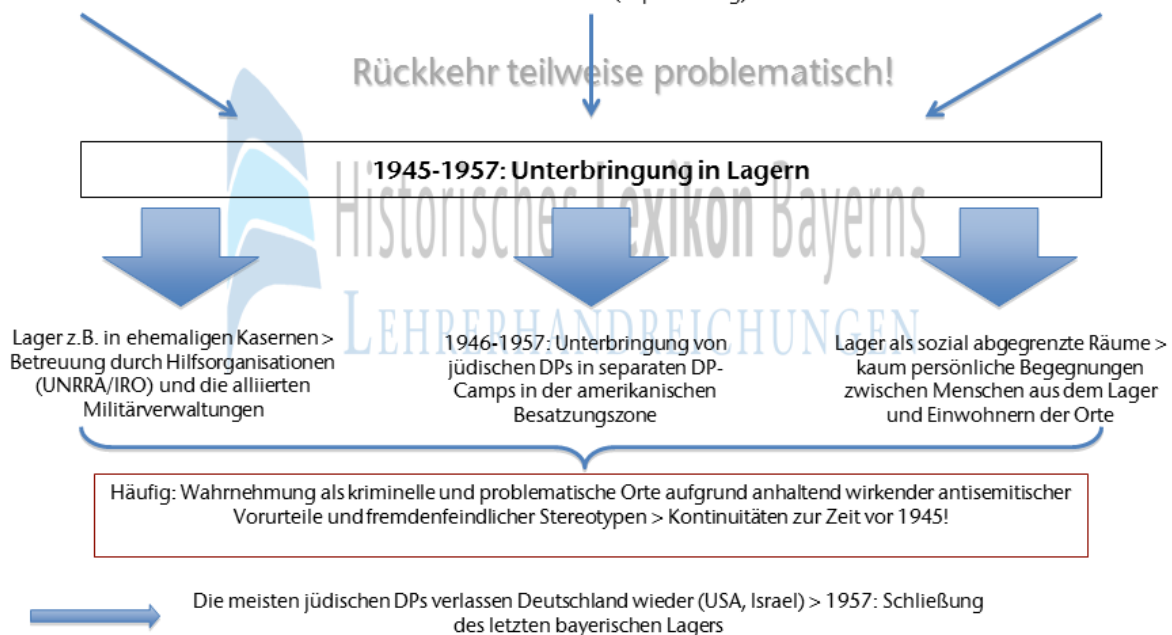 Rückkehr teilweise problematisch!
1945-1957: Unterbringung in Lagern
Historisches Lexikon Bayerns
LEHRERHANDREICHUNGEN
Lager z.B. in ehemaligen Kasernen >
Betreuung durch Hilfsorganisationen
(UNRRA/IRO) und die alliierten
Militärverwaltungen
1946-1957: Unterbringung von
jüdischen DPs in separaten DP-
Camps in der amerikanischen
Besatzungszone
Lager als sozial abgegrenzte Räume >
kaum persönliche Begegnungen
zwischen Menschen aus dem Lager
und Einwohnern der Orte
Häufig: Wahrnehmung als kriminelle und problematische Orte aufgrund anhaltend wirkender antisemitischer
Vorurteile und fremdenfeindlicher Stereotypen > Kontinuitäten zur Zeit vor 1945!
Die meisten jüdischen DPs verlassen Deutschland wieder (USA, Israel) > 1957: Schließung
des letzten bayerischen Lagers